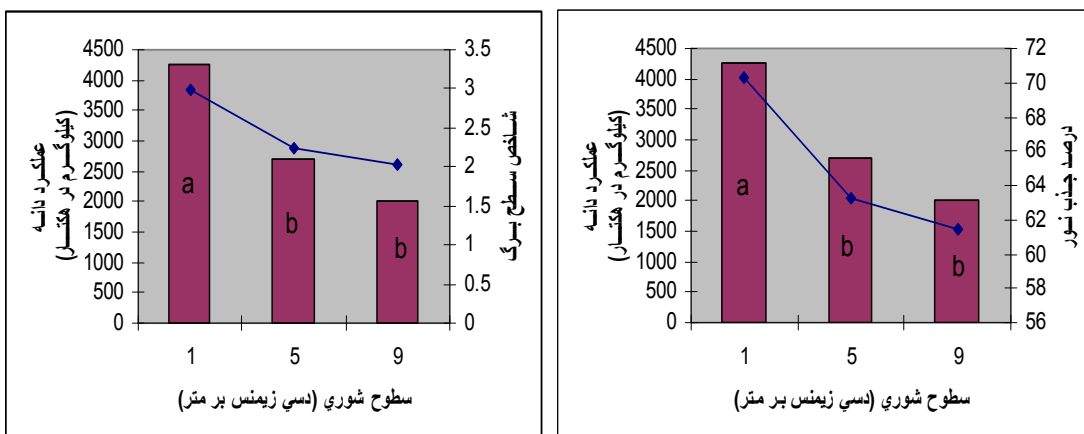 4500
4000
3500
3000
2500
2000
1500
1000
500
0
عملکرد دانه
(کیلوگرم در هکتار)
a
b
b
3.5
3
2.5
2
1.5
1
0.5
0
شاخص سطح برگ
1 5 9
سطوح شوري (دسي زيمنس بر متر)
4500
4000
3500
3000
2500
2000
1500
1000
500
0
عملکرد دانه
(کیلوگرم در هکتار)
a
b
b
72
70
68
66
64
62
60
58
56
درصد جذب نور
1 5 9
سطوح شوري (دسي زيمنس بر متر)